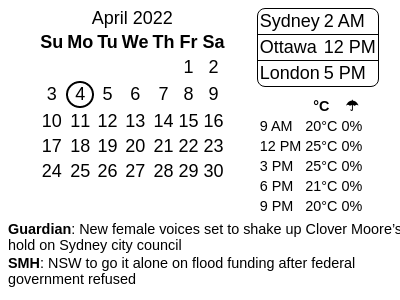 April 2022
Su Mo Tu We Th Fr Sa
1 2
3 4 5 6 7 8 9
10 11 12 13 14 15 16
17 18 19 20 21 22 23
24 25 26 27 28 29 30
Sydney 2 AM
Ottawa 12 PM
London 5 PM
°C ☂
9 AM 20°C 0%
12 PM 25°C 0%
3 PM 25°C 0%
6 PM 21°C 0%
9 PM 20°C 0%
Guardian: New female voices set to shake up Clover Moore's
hold on Sydney city council
SMH: NSW to go it alone on flood funding after federal
government refused